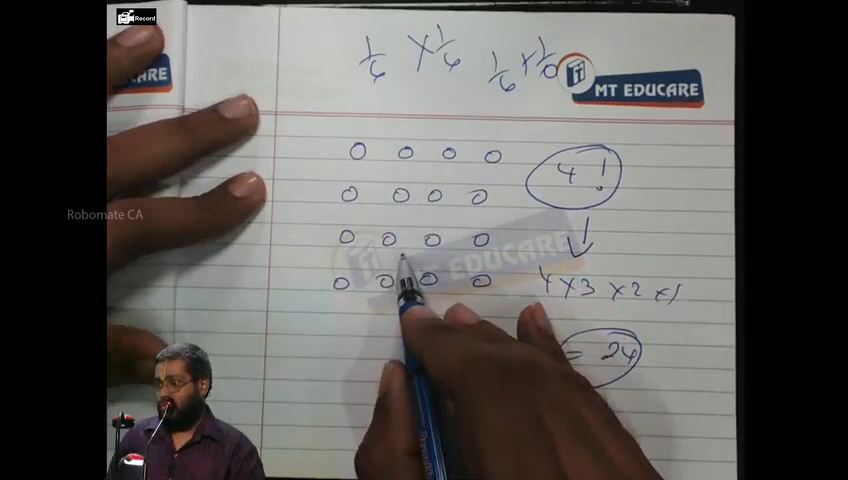 Record
CARE
1/6 × 1/6 1/6 × 1/6
MT EDUCARE
0 0 0 0
4!
0 0 0 0
0 0 0 0
EDUCARE
0 0 0 0
4 × 3 × 2 × 1
= 24
Robomate CA